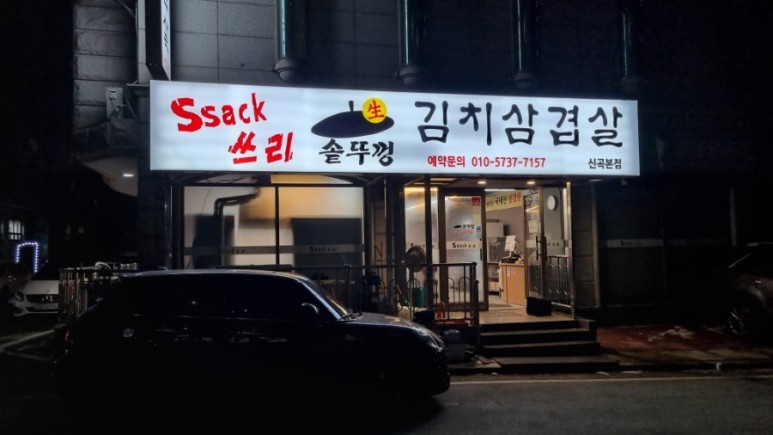 Ssack
쓰리
生
솥뚜껑
김치삼겹살
예약문의 010-5737-7157
신곡본점